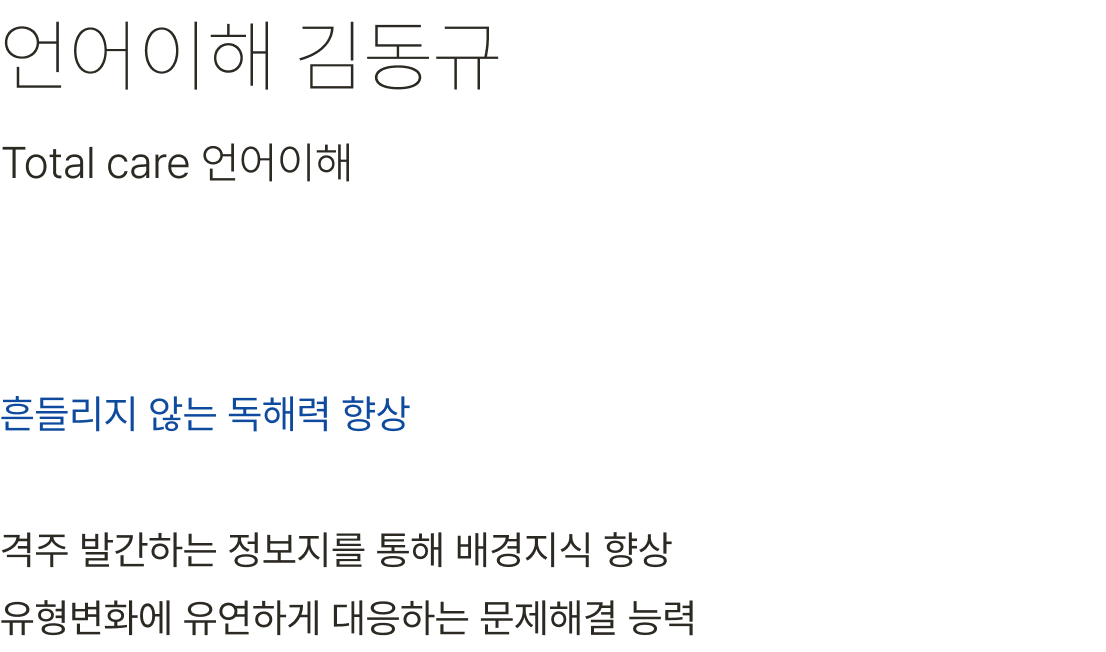 언어이해 김동규
Total care 언어이해
흔들리지 않는 독해력 향상
격주 발간하는 정보지를 통해 배경지식 향상
유형변화에 유연하게 대응하는 문제해결 능력